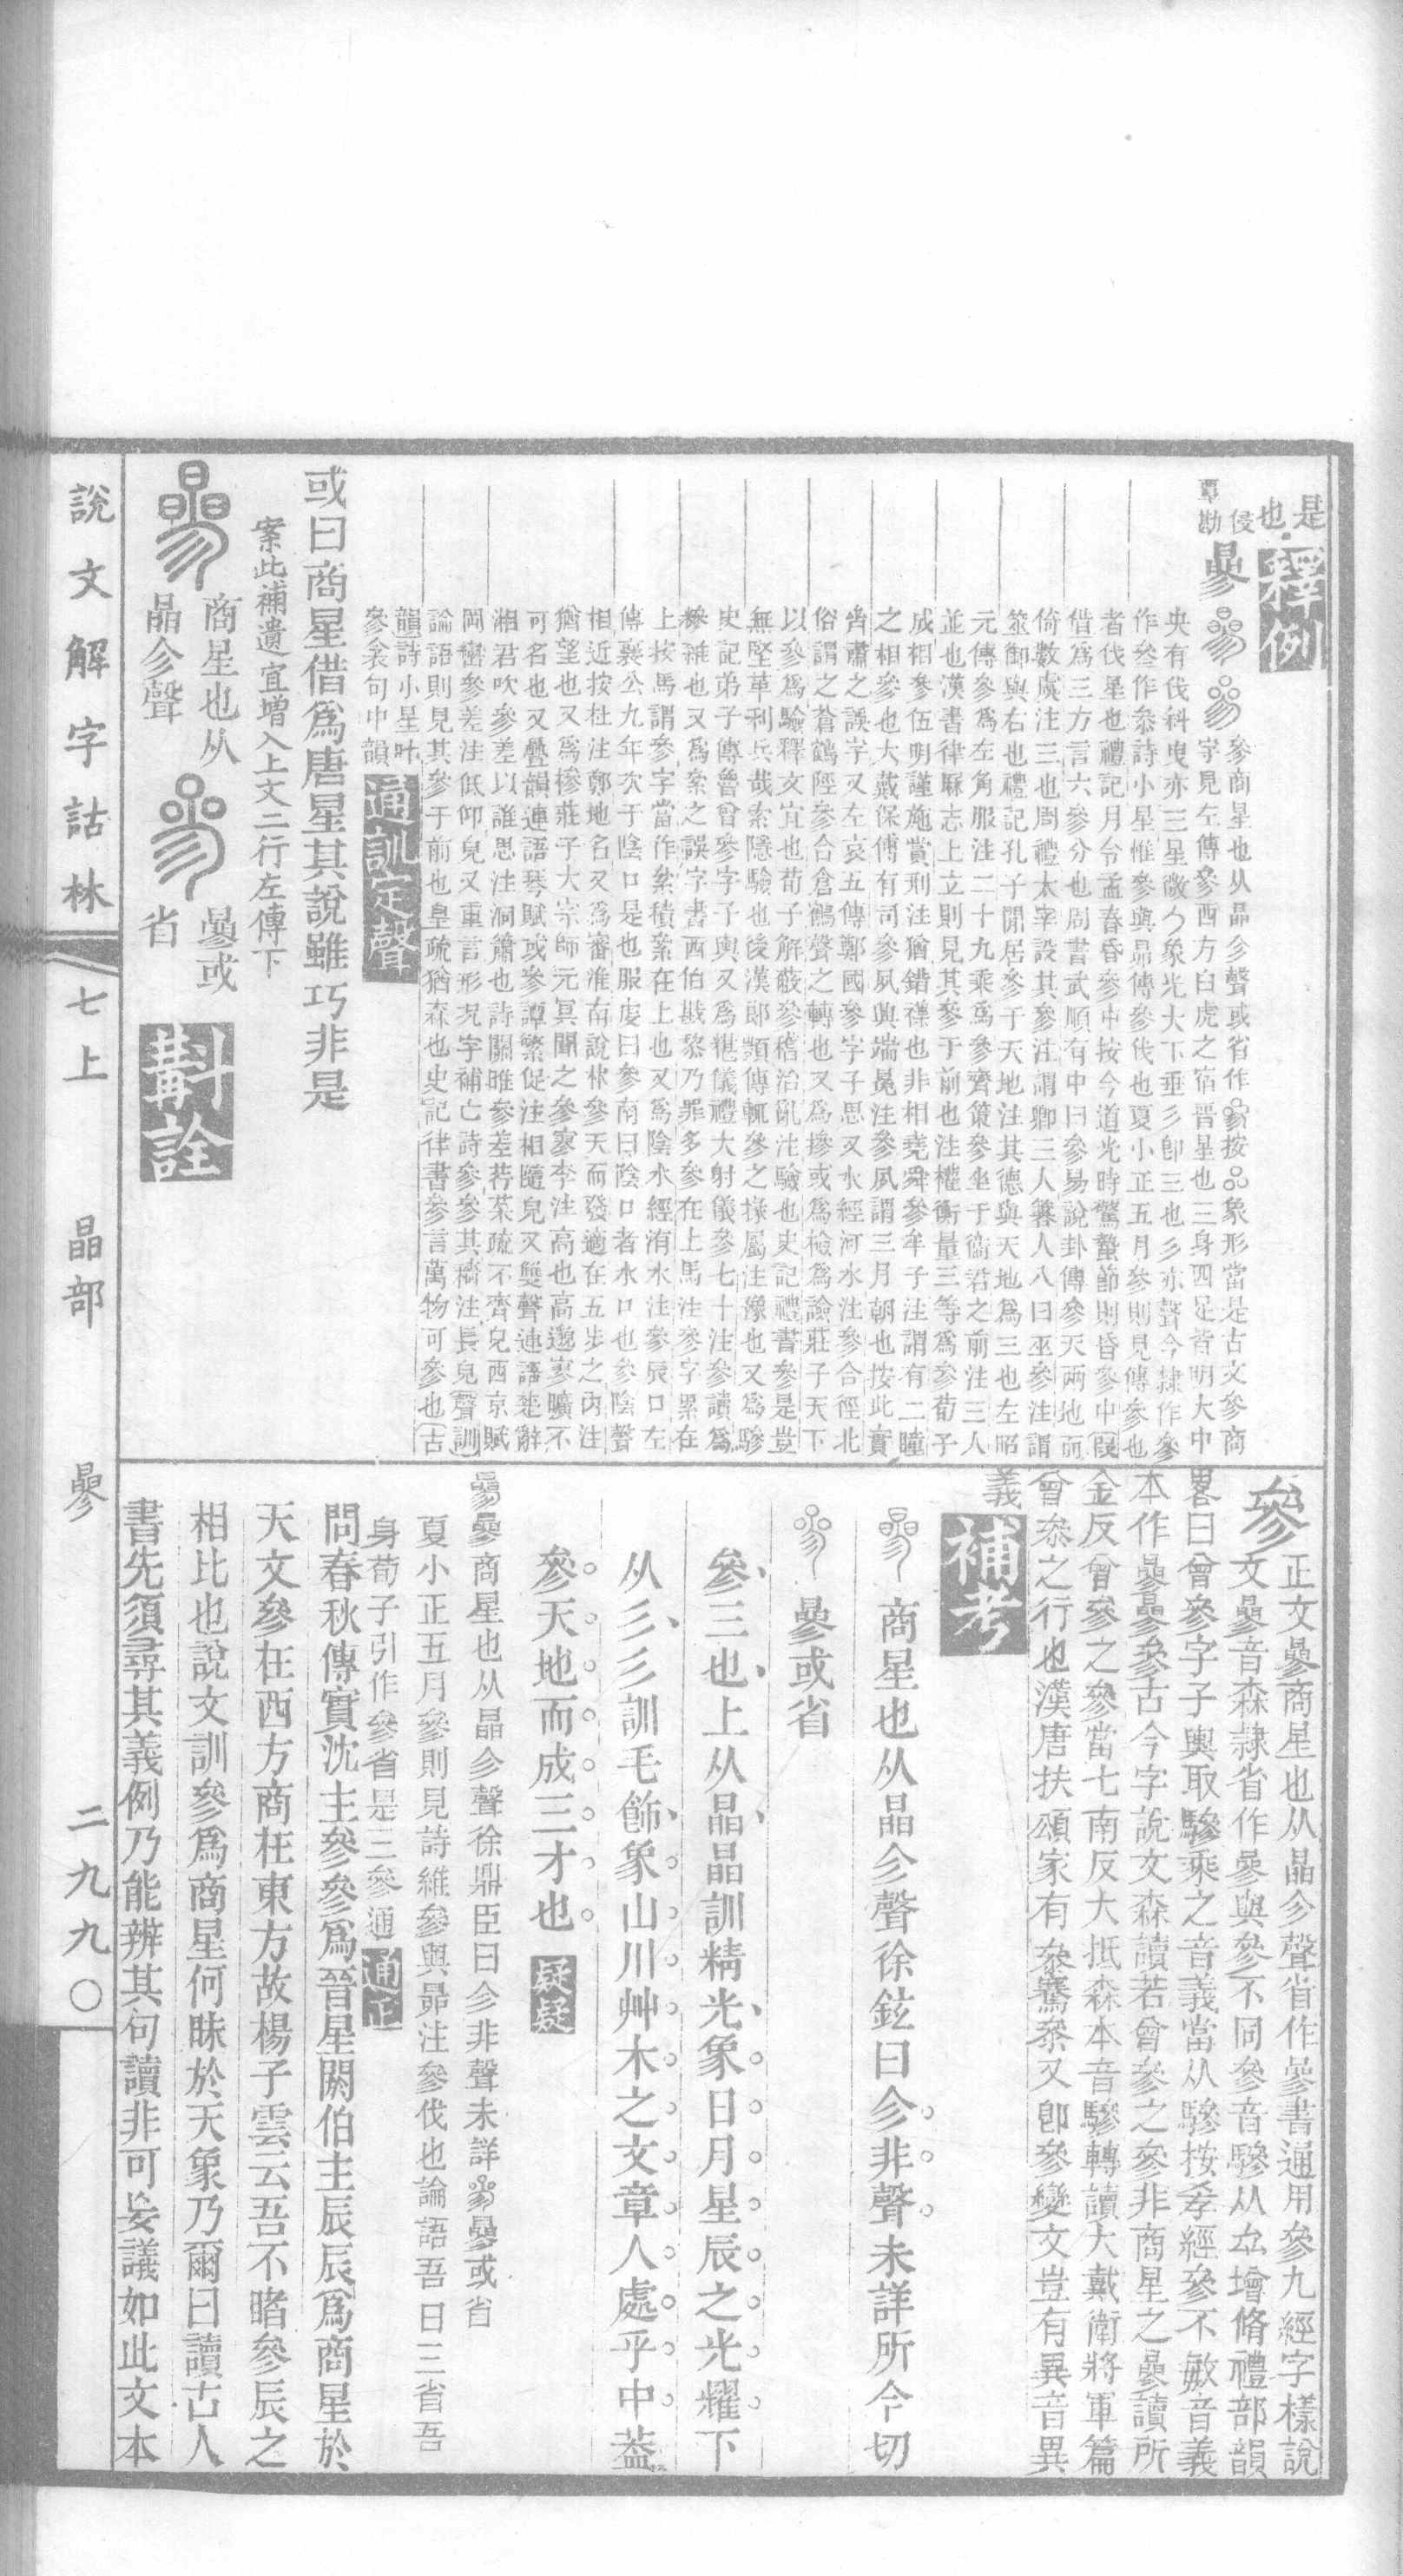 是也
釋例
覃侵勘
曑
參商星也从晶㐱聲或省作按象形當是古文參商
字見左傳參西方白虎之宿晉星也三身四足皆明大中
央有伐科曳亦三星微象光大下垂彡卽三也彡亦聲今隸作參
作叅作叄詩小星惟參與昴傳參伐也夏小正五月參則見傳參也
者伐星也禮記月令孟春昏參中按今道光時驚蟄節則昏參中叚
借爲三方言六參分也周書武順有中曰參易說卦傳參天兩地而
倚數虞注三也周禮太宰設其參注謂卿三人簭人八曰巫參注謂
筮御與右也禮記孔子閒居參于天地注其德與天地爲三也左昭
元傳參爲左角服注二十九乘爲參齊策參坐于衞君之前注三人
並也漢書律厤志上立則見其參于前也注權衡量三等爲參荀子
成相參伍明謹施賞刑注猶錯襍也非相堯舜參牟子注謂有二瞳
之相參也大戴保傅有司參夙興端冕注參夙謂三月朝也按此實
齊肅之誤字又左哀五傳鄭國參字子思又水經河水注參合徑北
俗謂之蒼鶴陘參合倉鶴聲之轉也又爲摻或爲檢爲譣莊子天下
以參爲驗釋文宜也荀子解蔽參稽治亂注驗也史記禮書參是豈
無堅革利兵哉索隱驗也後漢郎顗傳輒參之掾屬注豫也又爲驂
史記弟子傳魯曾參字子輿又爲糂儀禮大射儀參七十注參讀爲
糝雜也又爲絫之誤字書西伯戡黎乃罪多參在上馬注參字累在
上按馬謂參字當作絫積絫在上也又爲陰水經洧水注參辰口左
傳襄公九年次于陰口是也服虔曰參南曰陰口者水口也參陰聲
相近按杜注鄭地名又爲審淮南說林參天而發適在五步之內注
猶望也又爲槮莊子大宗師元冥聞之參寥李注高也高邈寥曠不
可名也又疊韻連語琴賦或參譚繁促注相隨皃又雙聲連語楚辭
湘君吹參差以誰思注洞簫也詩關雎參差荇菜疏不齊皃西京賦
岡巒參差注低仰皃又重言形況字補亡詩參參其穡注長皃聲訓
論語則見其參于前也皇疏猶森也史記律書參言萬物可參也古
韻詩小星叶
參衾句中韻
通訓定聲
或曰商星借爲唐星其說雖巧非是
案此補遺宜增入上文二行左傳下
商星也从
晶㐱聲
曑或
省
斠詮
參
正文曑商星也从晶㐱聲省作曑書通用參九經字樣說
文曑音森隷省作曑與參不同參音驂从厽增脩禮部韻
畧曰曾參字子輿取驂乘之音義當从驂按孝經參不敏音義
本作曑曑參古今字說文森讀若曾參之參非商星之曑讀所
金反曾參之參當七南反大抵森本音驂轉讀大戴衛將軍篇
曾叅之行也漢唐扶頌家有叅騫叅又卽參變文豈有異音異
義
補考
商星也从晶㐱聲徐鉉曰㐱非聲未詳所今切
曑或省
參三也上从晶晶訓精光象日月星辰之光燿下
从彡彡訓毛飾象山川艸木之文章人處乎中葢
參天地而成三才也
疑疑
曑商星也从晶㐱聲徐鼎臣曰㐱非聲未詳曑或省
夏小正五月參則見詩維參與昴注參伐也論語吾日三省吾
身荀子引作參省是三參通
通正
問春秋傳實沈主參參爲晉星閼伯主辰辰爲商星於
天文參在西方商在東方故楊子雲云吾不睹參辰之
相比也說文訓參爲商星何昧於天象乃爾曰讀古人
書先須尋其義例乃能辨其句讀非可妄議如此文本
說文解字詁林
七上
晶部
曑
二九九〇